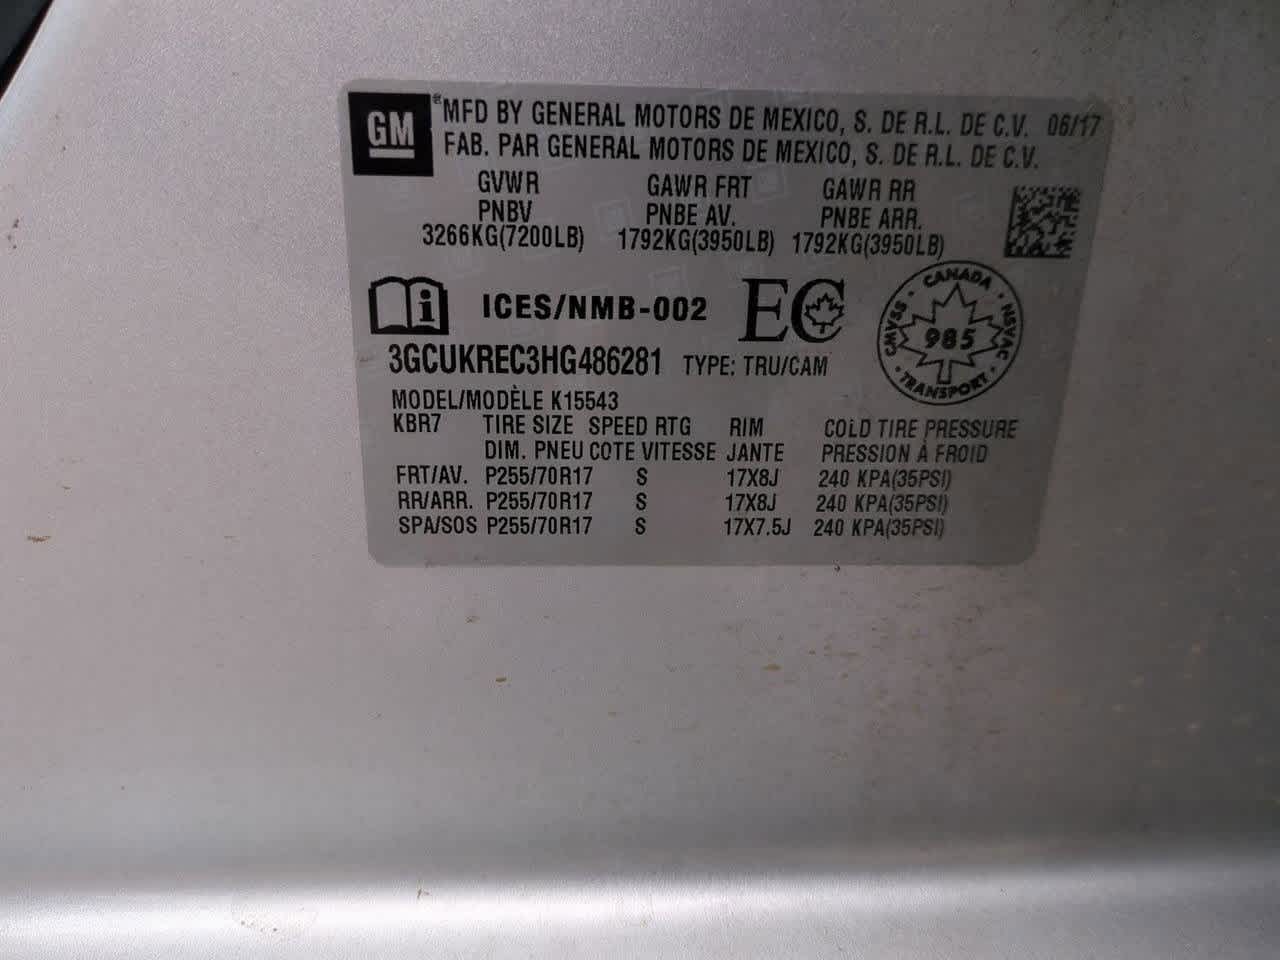 GM ® MFD BY GENERAL MOTORS DE MEXICO, S. DE R.L. DE C.V. 06/17
FAB. PAR GENERAL MOTORS DE MEXICO, S. DE R.L. DE C.V.
GVWR GAWR FRT GAWR RR
PNBV PNBE AV. PNBE ARR.
3266KG(7200LB) 1792KG(3950LB) 1792KG(3950LB)
i ICES/NMB-002 EC
CANADA
CMVSS 985 NSVAC
TRANSPORT
3GCUKREC3HG486281 TYPE: TRU/CAM
MODEL/MODÈLE K15543
KBR7 TIRE SIZE SPEED RTG RIM COLD TIRE PRESSURE
DIM. PNEU COTE VITESSE JANTE PRESSION À FROID
FRT/AV. P255/70R17 S 17X8J 240 KPA(35PSI)
RR/ARR. P255/70R17 S 17X8J 240 KPA(35PSI)
SPA/SOS P255/70R17 S 17X7.5J 240 KPA(35PSI)